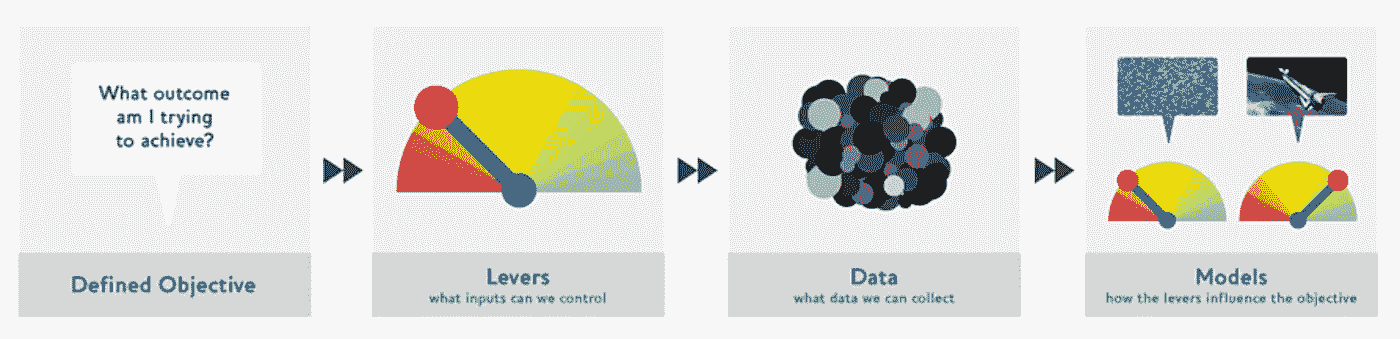 What outcome
am I trying
to achieve?
Defined Objective
Levers
what inputs can we control
Data
what data we can collect
Models
how the levers influence the objective